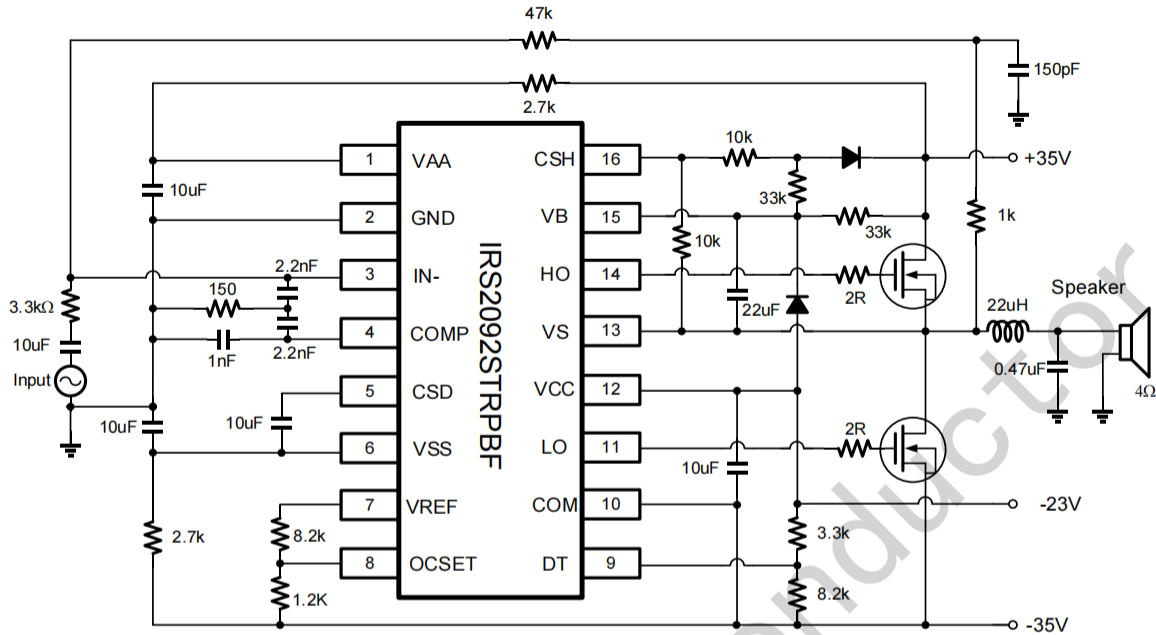 47k
150pF
2.7k
10k
+35V
1 VAA CSH 16
10uF
33k
1k
2 GND VB 15
33k
10k
2.2nF
3 IN- HO 14
2R
IRS2092STRPBF
Speaker
150
3.3kΩ
22uF
22uH
4 COMP VS 13
10uF
1nF
2.2nF
Input
0.47uF
5 CSD VCC 12
4Ω
10uF
10uF
2R
6 VSS LO 11
10uF
7 VREF COM 10
-23V
2.7k
8.2k
3.3k
8 OCSET DT 9
1.2K
8.2k
-35V
nductor